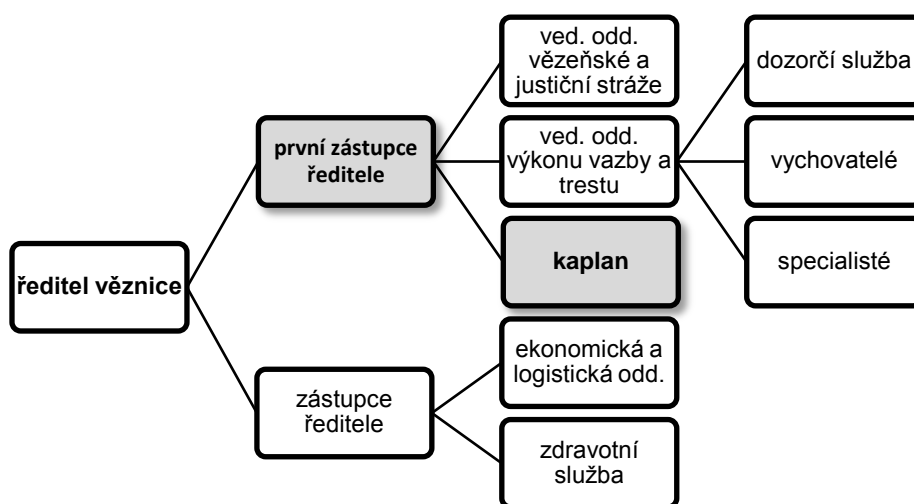 ředitel věznice
první zástupce
ředitele
ved. odd.
vězeňské a
justiční stráže
ved. odd.
výkonu vazby a
trestu
dozorčí služba
vychovatelé
specialisté
kaplan
zástupce
ředitele
ekonomická a
logistická odd.
zdravotní
služba